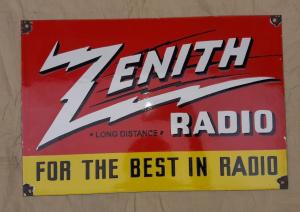 ZENITH
• LONG DISTANCE •
RADIO
FOR THE BEST IN RADIO